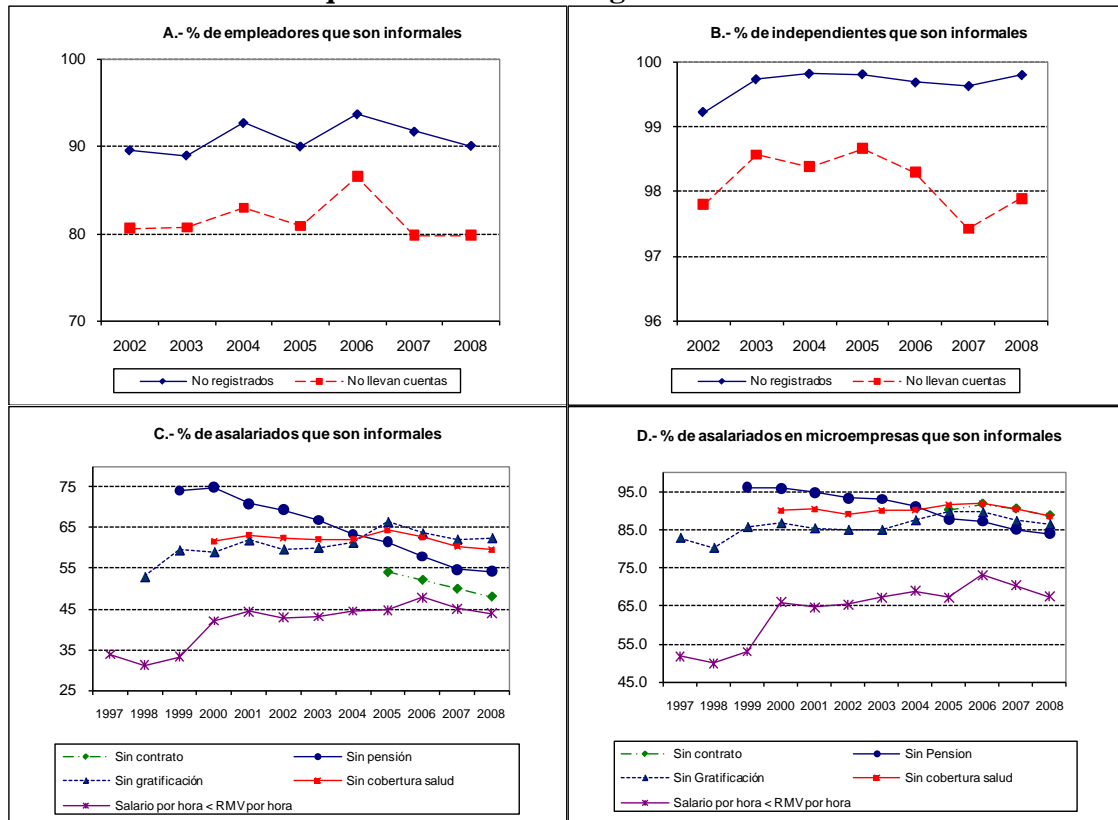 A.- % de empleadores que son informales
100
90
80
70
2002 2003 2004 2005 2006 2007 2008
No registrados No llevan cuentas
B.- % de independientes que son informales
100
99
98
97
96
2002 2003 2004 2005 2006 2007 2008
No registrados No llevan cuentas
C.- % de asalariados que son informales
75
65
55
45
35
25
1997 1998 1999 2000 2001 2002 2003 2004 2005 2006 2007 2008
Sin contrato Sin pensión
Sin gratificación Sin cobertura salud
Salario por hora < RMV por hora
D.- % de asalariados en microempresas que son informales
95.0
85.0
75.0
65.0
55.0
45.0
1997 1998 1999 2000 2001 2002 2003 2004 2005 2006 2007 2008
Sin contrato Sin Pension
Sin Gratificación Sin cobertura salud
Salario por hora < RMV por hora